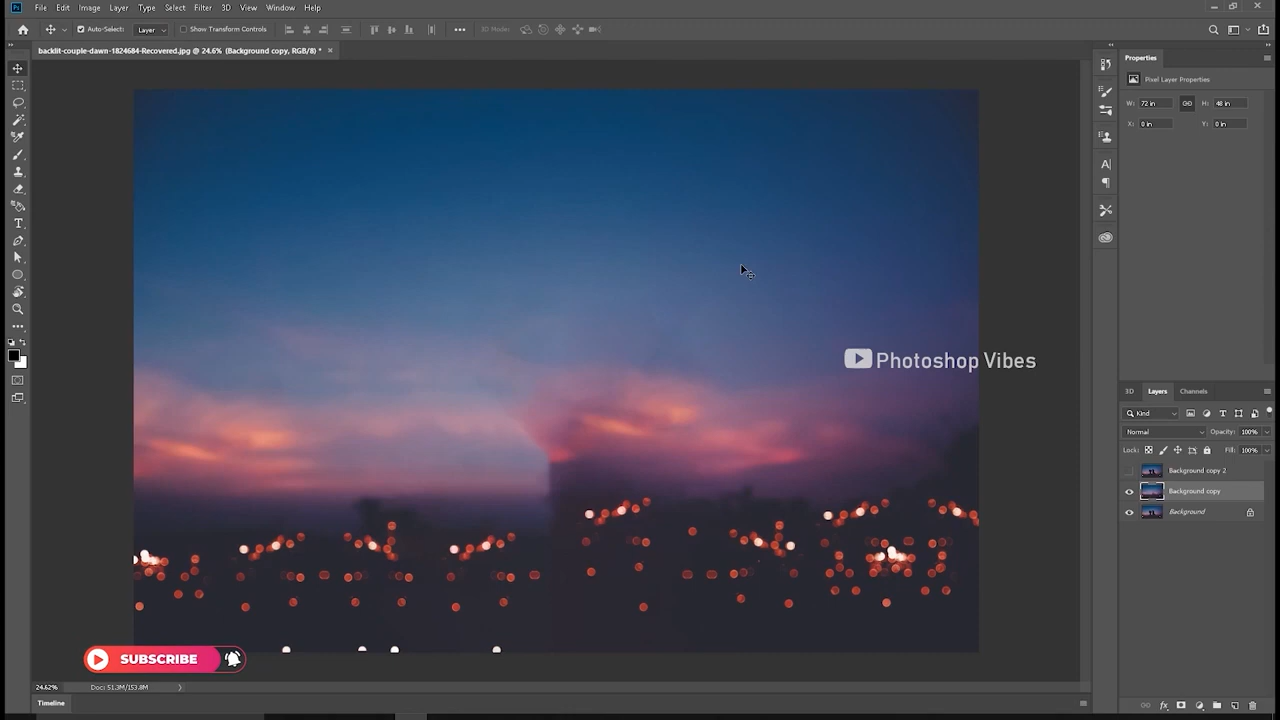 Ps File Edit Image Layer Type Select Filter 3D View Window Help
Auto-Select: Layer Show Transform Controls 3D Mode:
backlit-couple-dawn-1824684-Recovered.jpg @ 24.6% (Background copy, RGB/8) *
Properties
Pixel Layer Properties
W: 72 in H: 48 in
X: 0 in Y: 0 in
Photoshop Vibes
3D Layers Channels
Kind
Normal Opacity: 100%
Lock: Fill: 100%
Background copy 2
Background copy
Background
SUBSCRIBE
24.62% Doc: 51.3M/153.8M
Timeline